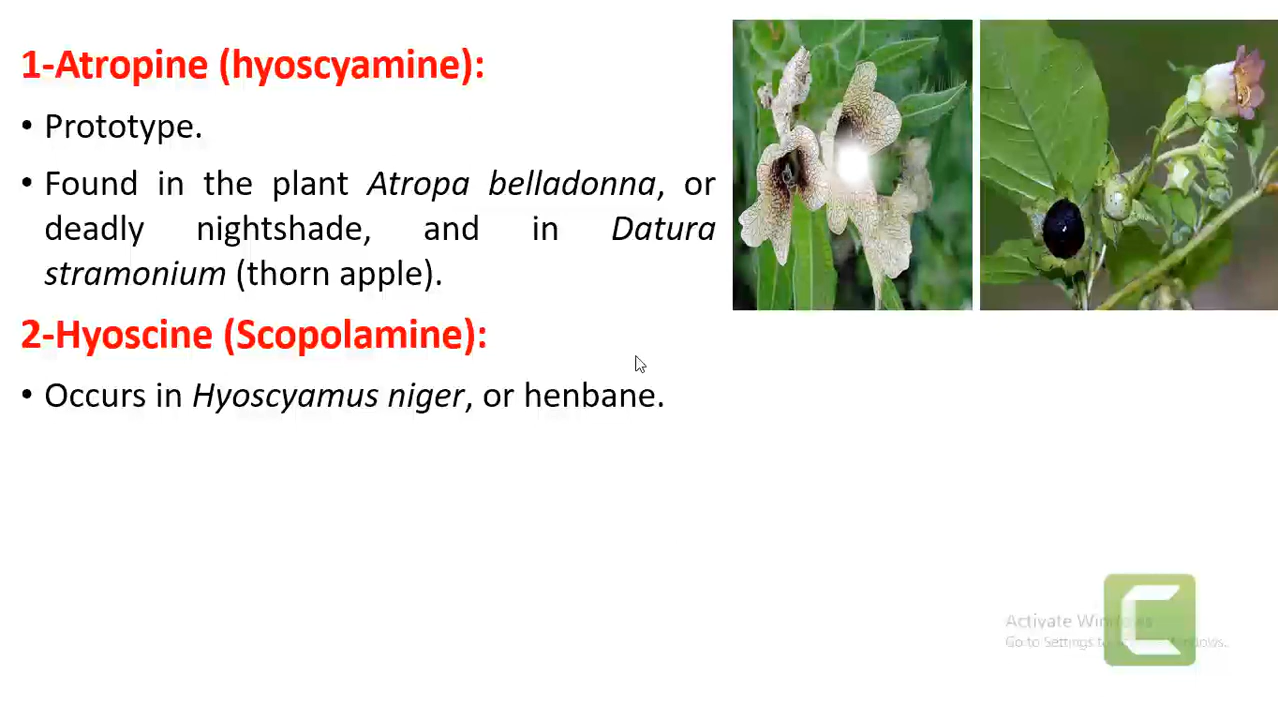 1-Atropine (hyoscyamine):
• Prototype.
• Found in the plant Atropa belladonna, or
deadly nightshade, and in Datura
stramonium (thorn apple).
2-Hyoscine (Scopolamine):
• Occurs in Hyoscyamus niger, or henbane.
Activate Windows
Go to Settings to Windows.